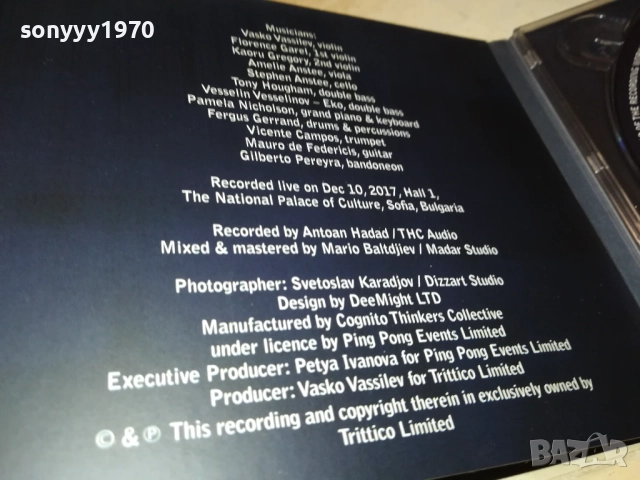 sonyyy1970
Musicians:
Vasko Vassilev, violin
Florence Garel, 1st violin
Kaoru Gregory, 2nd violin
Amelie Anstee, viola
Stephen Anstee, cello
Tony Hougham, double bass
Vesselin Vesselinov – Eko, double bass
Pamela Nicholson, grand piano & keyboard
Fergus Gerrand, drums & percussions
Vicente Campos, trumpet
Mauro de Federicis, guitar
Gilberto Pereyra, bandoneon
Recorded live on Dec 10, 2017, Hall 1,
The National Palace of Culture, Sofia, Bulgaria
Recorded by Antoan Hadad / THC Audio
Mixed & mastered by Mario Baltdjiev / Madar Studio
Photographer: Svetoslav Karadjov / Dizzart Studio
Design by DeeMight LTD
Manufactured by Cognito Thinkers Collective
under licence by Ping Pong Events Limited
Executive Producer: Petya Ivanova for Ping Pong Events Limited
Producer: Vasko Vassilev for Trittico Limited
© & ℗ This recording and copyright therein in exclusively owned by
Trittico Limited
BAZAR